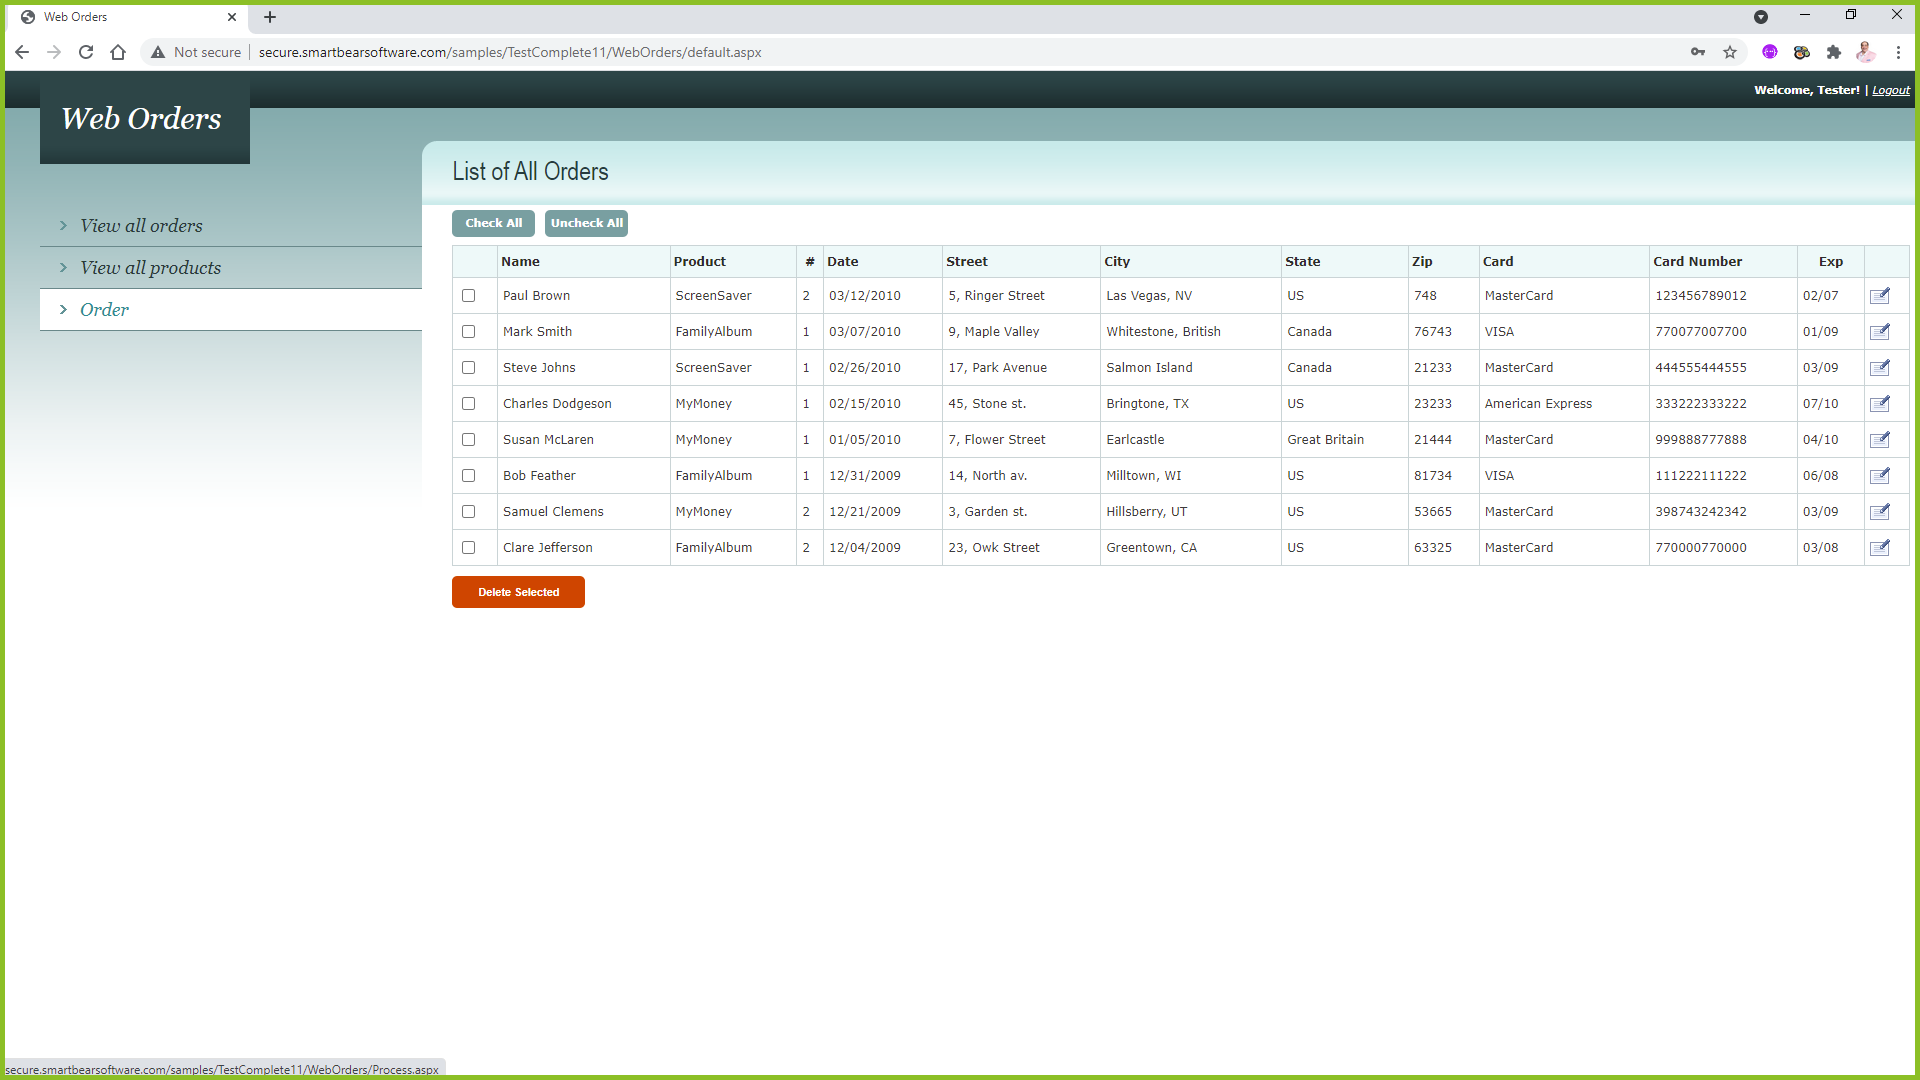 Web Orders
Not secure secure.smartbearsoftware.com/samples/TestComplete11/WebOrders/default.aspx
Welcome, Tester! | Logout
Web Orders
View all orders
View all products
Order
List of All Orders
Check All Uncheck All
Name Product # Date Street City State Zip Card Card Number Exp
Paul Brown ScreenSaver 2 03/12/2010 5, Ringer Street Las Vegas, NV US 748 MasterCard 123456789012 02/07
Mark Smith FamilyAlbum 1 03/07/2010 9, Maple Valley Whitestone, British Canada 76743 VISA 770077007700 01/09
Steve Johns ScreenSaver 1 02/26/2010 17, Park Avenue Salmon Island Canada 21233 MasterCard 444555444555 03/09
Charles Dodgeson MyMoney 1 02/15/2010 45, Stone st. Bringtone, TX US 23233 American Express 333222333222 07/10
Susan McLaren MyMoney 1 01/05/2010 7, Flower Street Earlcastle Great Britain 21444 MasterCard 999888777888 04/10
Bob Feather FamilyAlbum 1 12/31/2009 14, North av. Milltown, WI US 81734 VISA 111222111222 06/08
Samuel Clemens MyMoney 2 12/21/2009 3, Garden st. Hillsberry, UT US 53665 MasterCard 398743242342 03/09
Clare Jefferson FamilyAlbum 2 12/04/2009 23, Owk Street Greentown, CA US 63325 MasterCard 770000770000 03/08
Delete Selected
secure.smartbearsoftware.com/samples/TestComplete11/WebOrders/Process.aspx